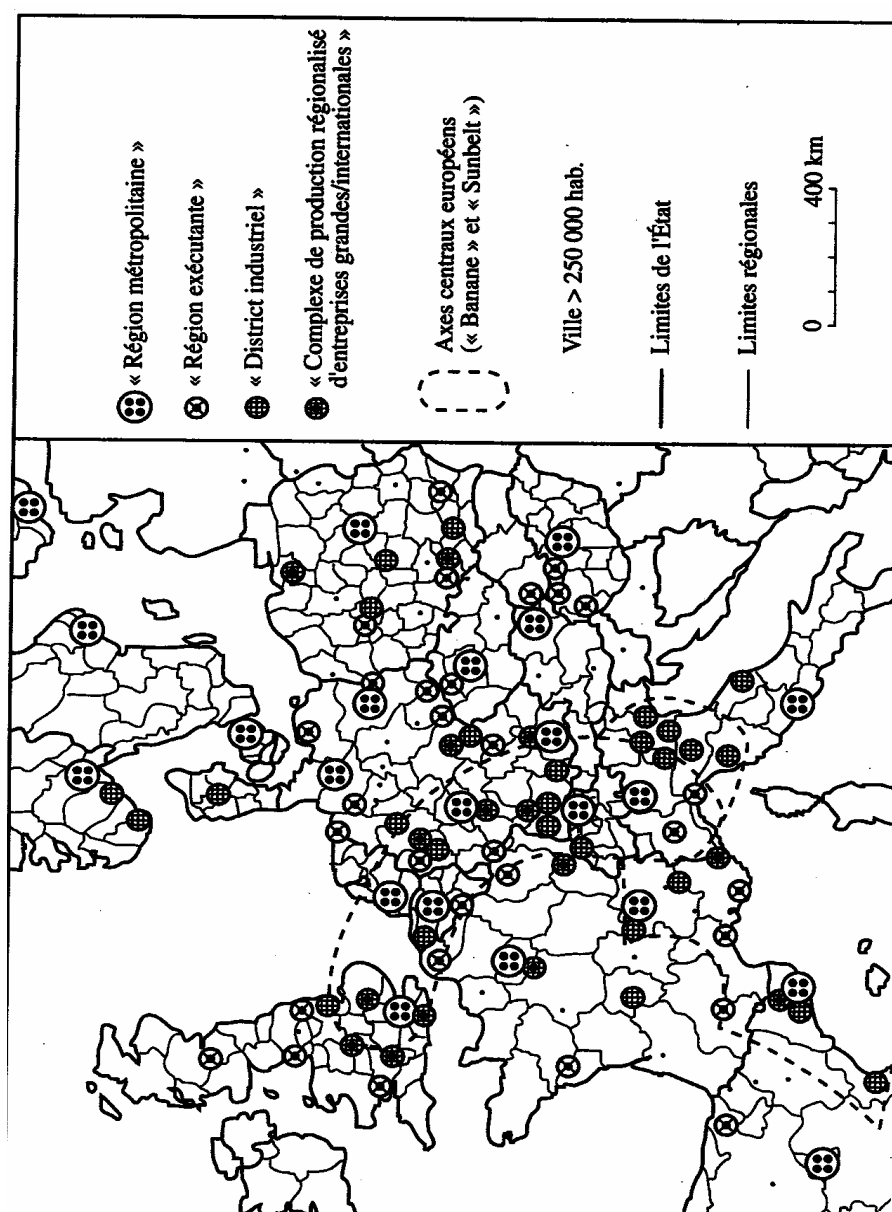 « Région métropolitaine »
« Région exécutante »
« District industriel »
« Complexe de production régionalisé
d'entreprises grandes/internationales »
Axes centraux européens
(« Banane » et « Sunbelt »)
Ville > 250 000 hab.
Limites de l'État
Limites régionales
0 400 km